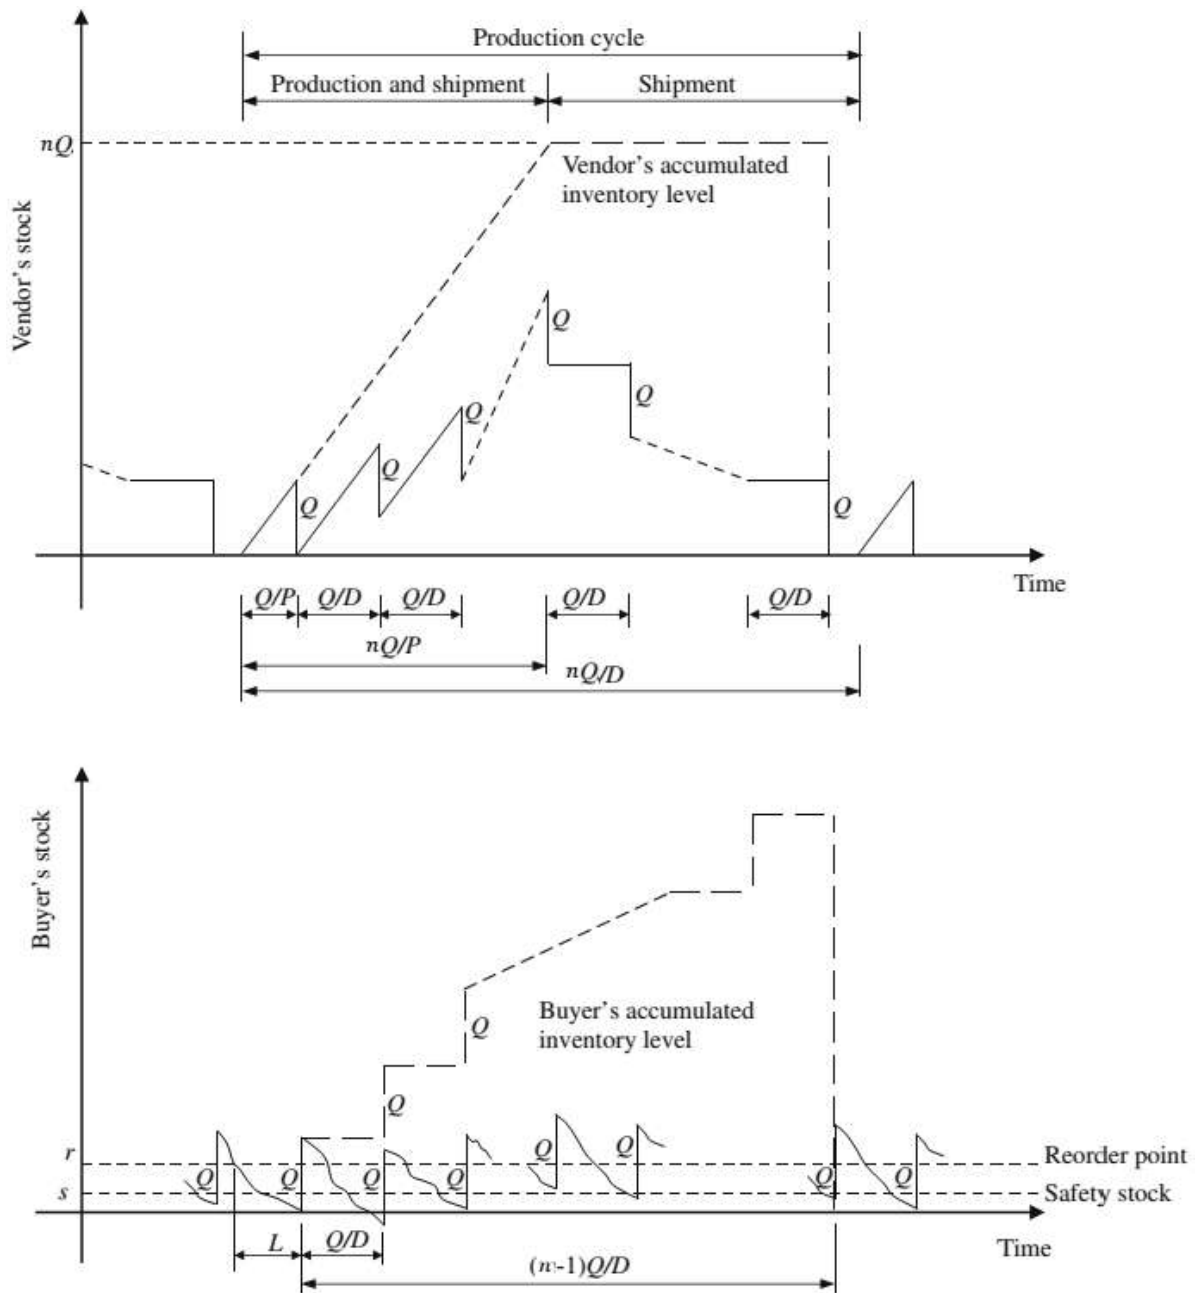 Production cycle
Production and shipment
Shipment
nQ
Vendor's accumulated
inventory level
Vendor's stock
Q
Q
Q
Q
Q
Q
Q
Time
Q/P
Q/D
Q/D
Q/D
Q/D
nQ/P
nQ/D
Buyer's stock
Buyer's accumulated
inventory level
Q
Q
r
Reorder point
s
Safety stock
Q
Q
Q
Q
Q
Q
Q
Q
L
Q/D
(n-1)Q/D
Time